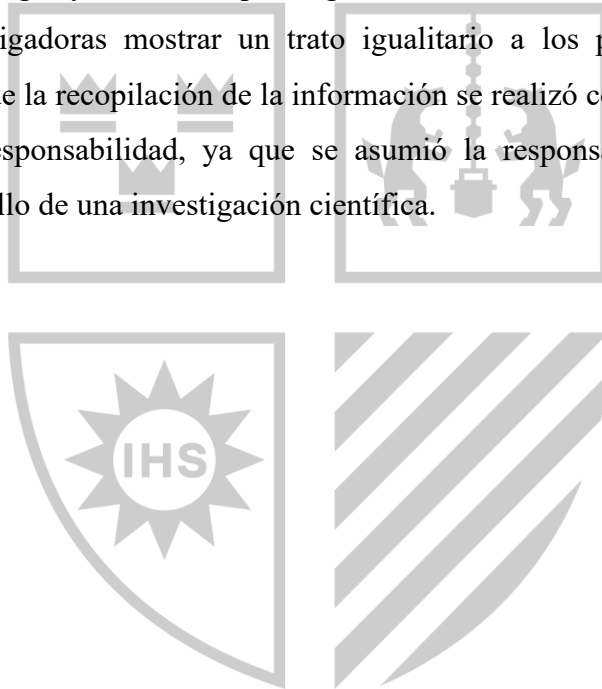 igadoras mostrar un trato igualitario a los p
e la recopilación de la información se realizó c
esponsabilidad, ya que se asumió la respons
llo de una investigación científica.
IHS